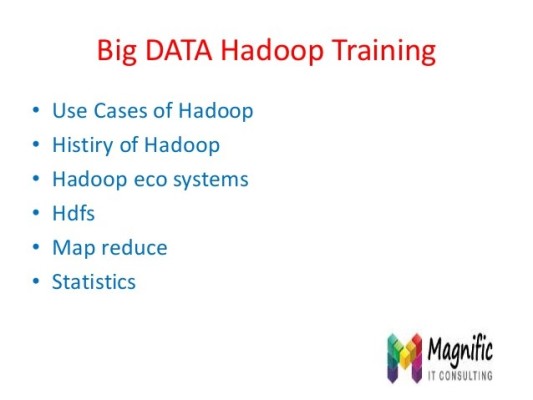 Big DATA Hadoop Training
• Use Cases of Hadoop
• Histiry of Hadoop
• Hadoop eco systems
• Hdfs
• Map reduce
• Statistics
Magnific
IT CONSULTING